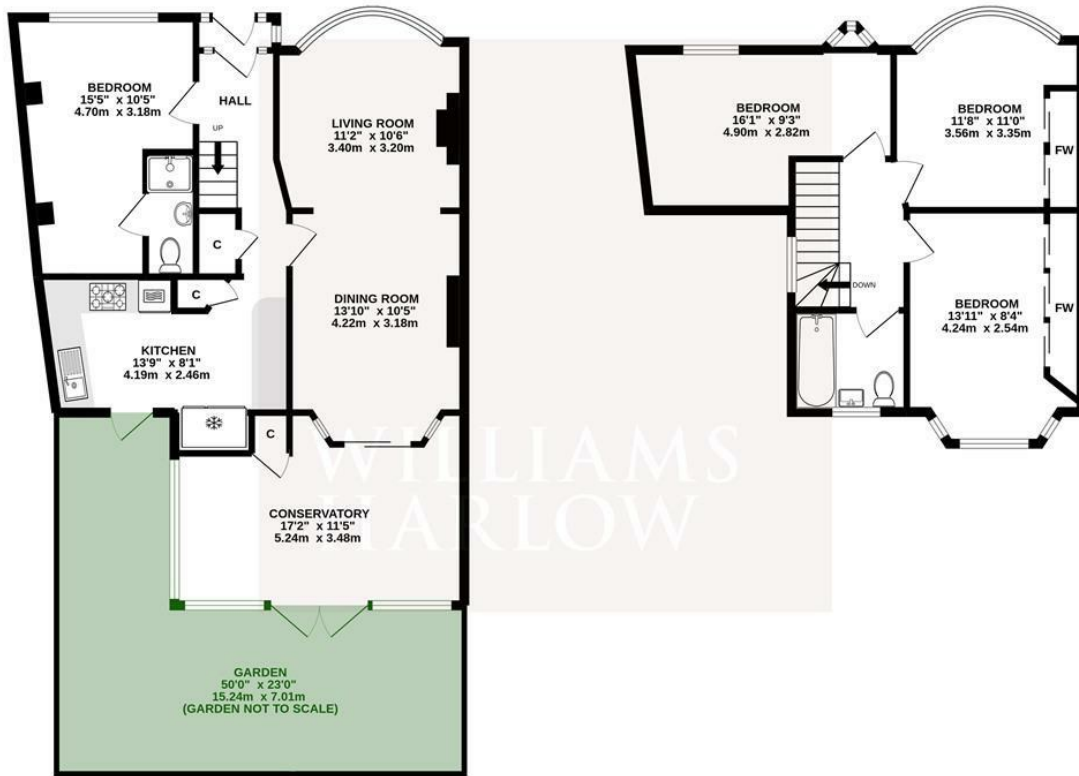 BEDROOM
15'5" x 10'5"
4.70m x 3.18m
HALL
UP
LIVING ROOM
11'2" x 10'6"
3.40m x 3.20m
C
C
DINING ROOM
13'10" x 10'5"
4.22m x 3.18m
KITCHEN
13'9" x 8'1"
4.19m x 2.46m
C
CONSERVATORY
17'2" x 11'5"
5.24m x 3.48m
GARDEN
50'0" x 23'0"
15.24m x 7.01m
(GARDEN NOT TO SCALE)
BEDROOM
16'1" x 9'3"
4.90m x 2.82m
BEDROOM
11'8" x 11'0"
3.56m x 3.35m
FW
DOWN
BEDROOM
13'11" x 8'4"
4.24m x 2.54m
FW
WILLIAMS
HARLOW